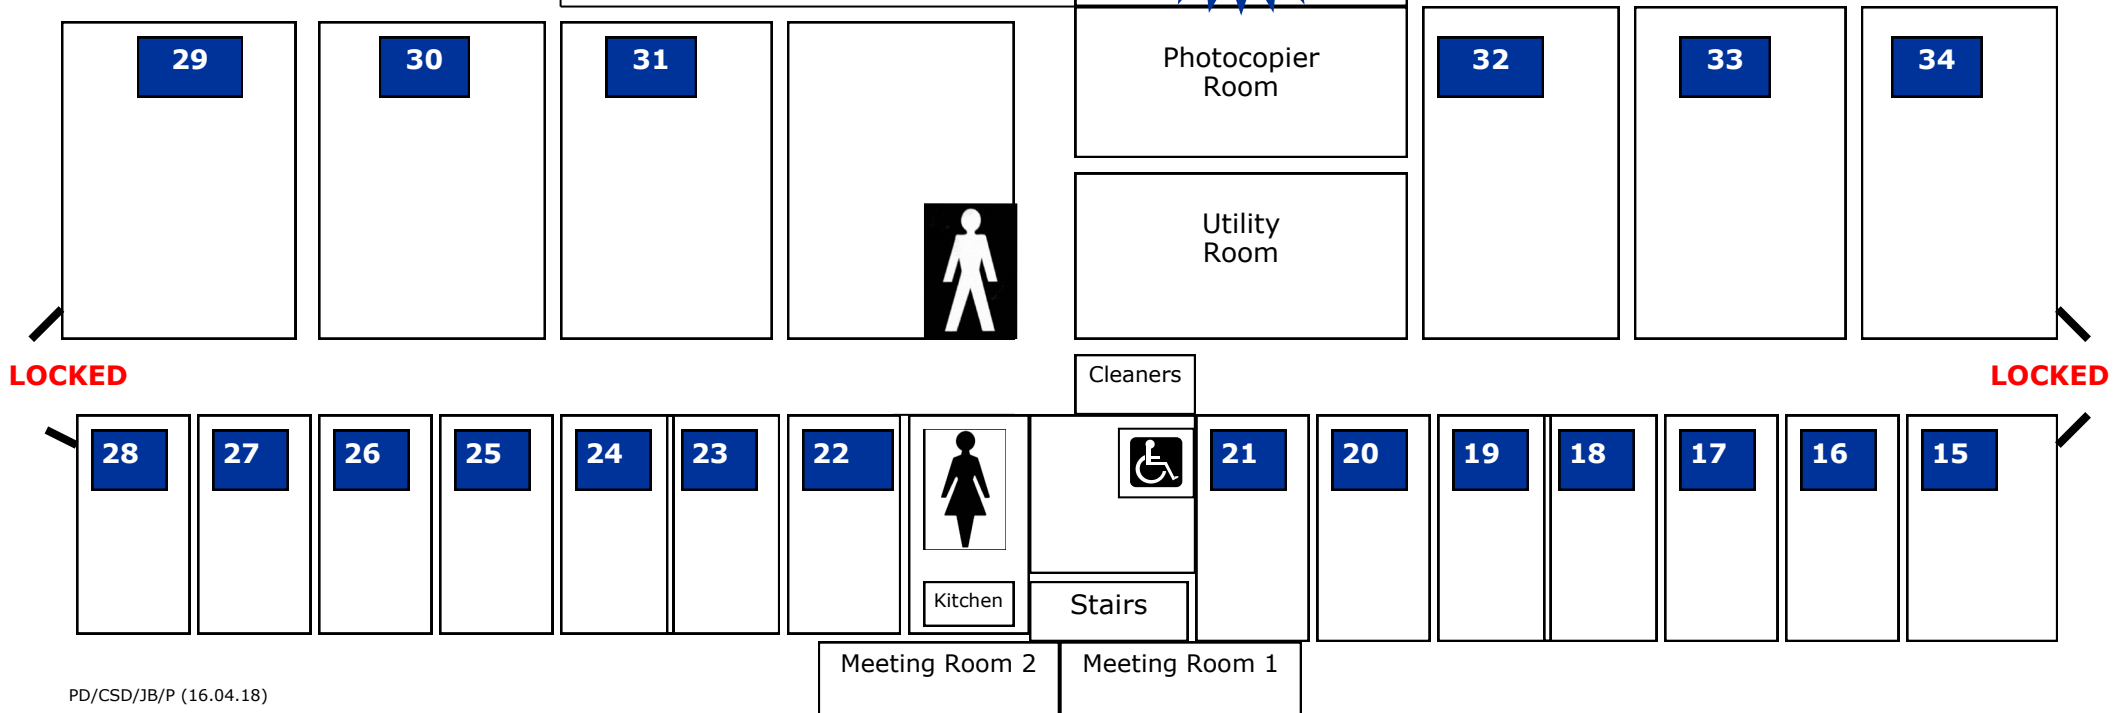 29
30
31
Photocopier
Room
32
33
34
Utility
Room
LOCKED
Cleaners
LOCKED
28
27
26
25
24
23
22
21
20
19
18
17
16
15
Kitchen
Stairs
Meeting Room 2
Meeting Room 1
PD/CSD/JB/P (16.04.18)